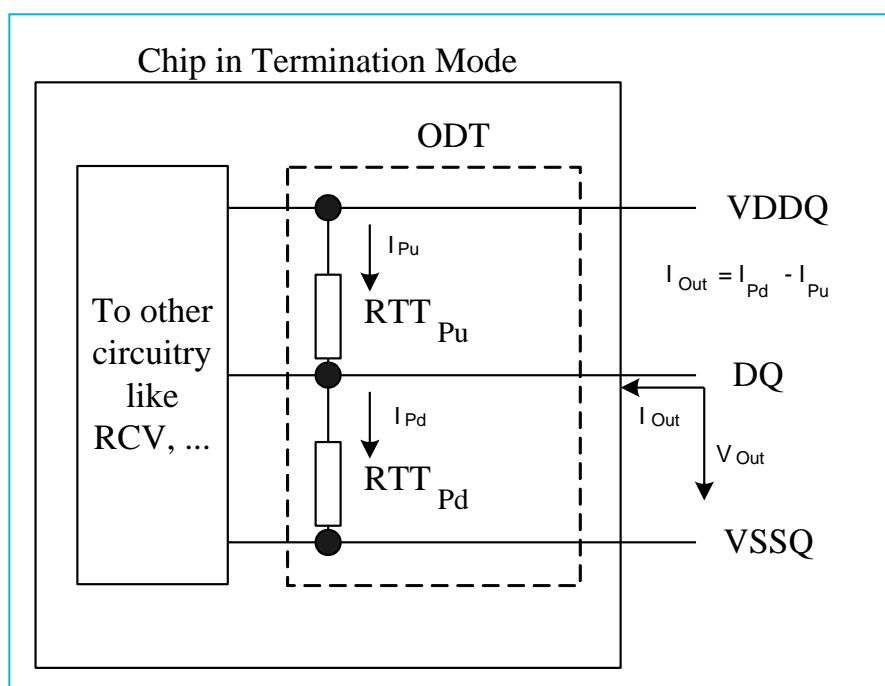 Chip in Termination Mode
ODT
VDDQ
I Pu
I Out = I Pd - I Pu
To other
circuitry
like
RCV, ...
RTT Pu
DQ
I Out
I Pd
V Out
RTT Pd
VSSQ